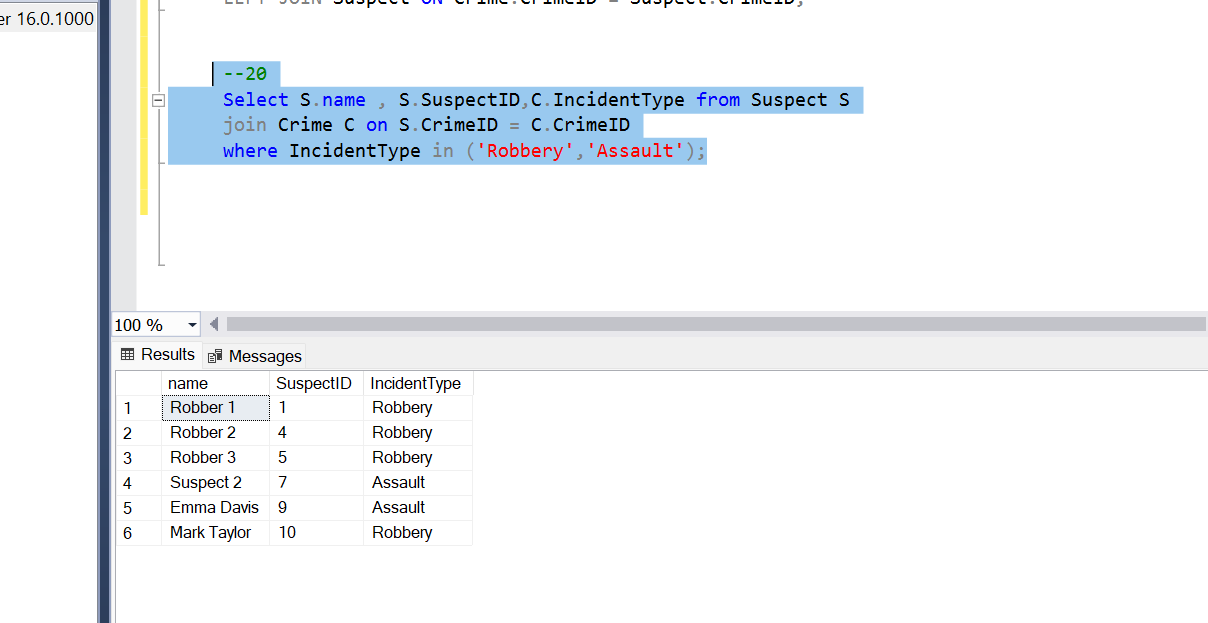 LEFT JOIN Suspect ON Crime.CrimeID = Suspect.CrimeID;
er 16.0.1000
--20
Select S.name , S.SuspectID,C.IncidentType from Suspect S
join Crime C on S.CrimeID = C.CrimeID
where IncidentType in ('Robbery','Assault');
100 %
Results Messages
name SuspectID IncidentType
1 Robber 1 1 Robbery
2 Robber 2 4 Robbery
3 Robber 3 5 Robbery
4 Suspect 2 7 Assault
5 Emma Davis 9 Assault
6 Mark Taylor 10 Robbery